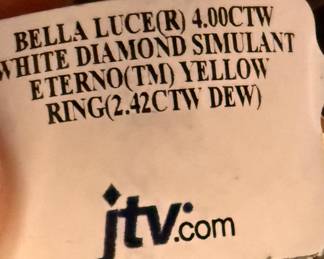 BELLA LUCE(R) 4.00CTW
WHITE DIAMOND SIMULANT
ETERNO(TM) YELLOW
RING(2.42CTW DEW)
jtv.com